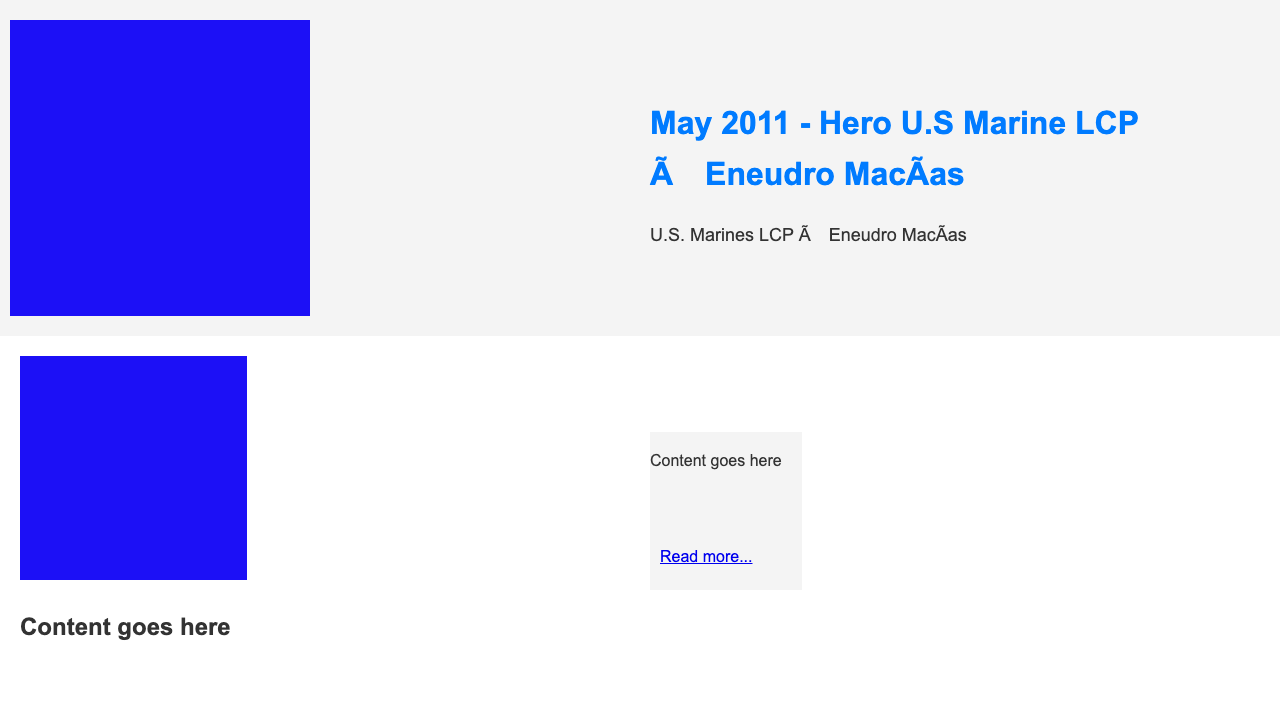 May 2011 - Hero U.S Marine LCP
Ã Eneudro MacÃas
U.S. Marines LCP Ã Eneudro MacÃas
Content goes here
Read more...
Content goes here